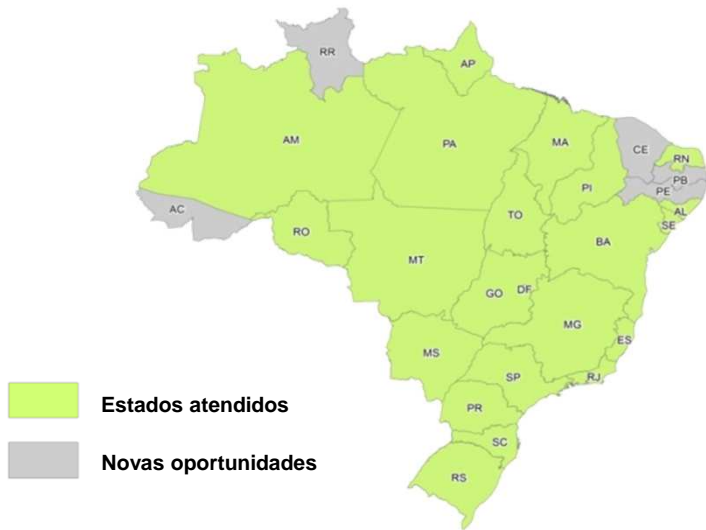 RR
AP
AM
PA
MA
CE
RN
PB
PE
PI
AL
SE
AC
TO
RO
BA
MT
GO
DF
MG
ES
MS
SP
RJ
PR
SC
RS
Estados atendidos
Novas oportunidades